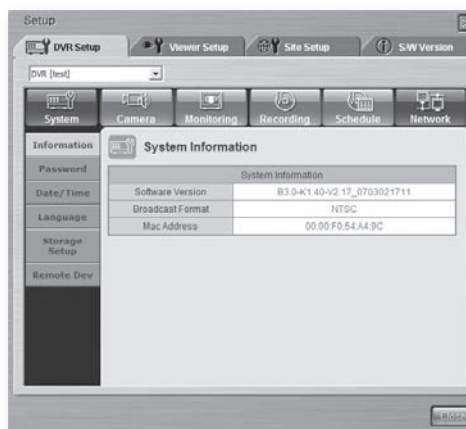 Setup
DVR Setup
Viewer Setup
Site Setup
S/W Version
DVR [test]
System
Camera
Monitoring
Recording
Schedule
Network
Information
Password
Date/Time
Language
Storage
Setup
Remote Dev
System Information
System Information
Software Version
B3.0-K1.40-V2.17_0703021711
Broadcast Format
NTSC
Mac Address
00:00:F0:54:A4:9C
Close